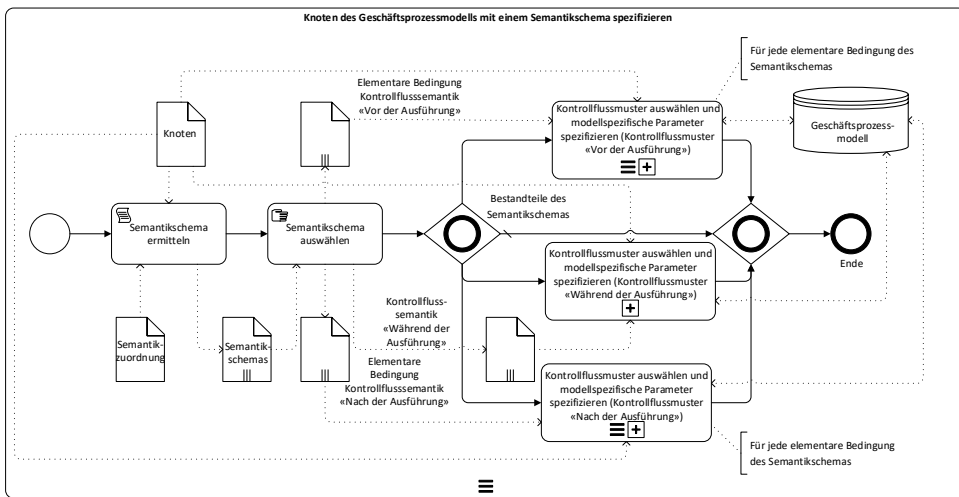 Knoten des Geschäftsprozessmodells mit einem Semantikschema spezifizieren
Für jede elementare Bedingung des
Semantikschemas
Elementare Bedingung
Kontrollflusssemantik
«Vor der Ausführung»
Kontrollflussmuster auswählen und
modellspezifische Parameter
spezifizieren (Kontrollflussmuster
«Vor der Ausführung»)
Knoten
Geschäftsprozess-
modell
Bestandteile des
Semantikschemas
Semantikschema
ermitteln
Semantikschema
auswählen
Kontrollflussmuster auswählen und
modellspezifische Parameter
spezifizieren (Kontrollflussmuster
«Während der Ausführung»)
Ende
Kontrollfluss-
semantik
«Während der
Ausführung»
Semantik-
zuordnung
Semantik-
schemas
Elementare
Bedingung
Kontrollflusssemantik
«Nach der Ausführung»
Kontrollflussmuster auswählen und
modellspezifische Parameter
spezifizieren (Kontrollflussmuster
«Nach der Ausführung»)
Für jede elementare Bedingung
des Semantikschemas